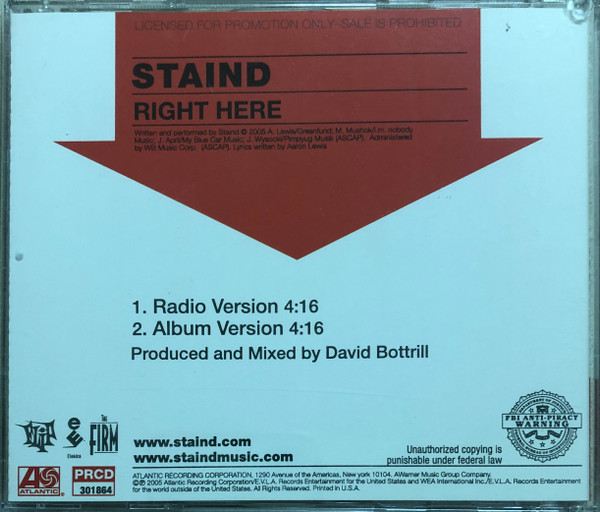 LICENSED FOR PROMOTION ONLY–SALE IS PROHIBITED
STAIND
RIGHT HERE
Written and performed by Staind © 2005 A. Lewis/Greenfund; M. Mushok/I.m. nobody
Music; J. April/My Blue Car Music; J. Wysocki/Pimpyug Musik (ASCAP). Administered
by WB Music Corp. (ASCAP). Lyrics written by Aaron Lewis
1. Radio Version 4:16
2. Album Version 4:16
Produced and Mixed by David Bottrill
FLIP
Elektra
THE FIRM
www.staind.com
www.staindmusic.com
FBI ANTI-PIRACY
WARNING
Unauthorized copying is
punishable under federal law
ATLANTIC
PRCD
301864
ATLANTIC RECORDING CORPORATION, 1290 Avenue of the Americas, New york 10104. AWarner Music Group Company.
©℗ 2005 Atlantic Recording Corporation/E.V.L.A. Records Entertainment for the United States and WEA International Inc./E.V.L.A. Records Entertainment
for the world outside of the United States. All Rights Reserved. Printed in U.S.A.